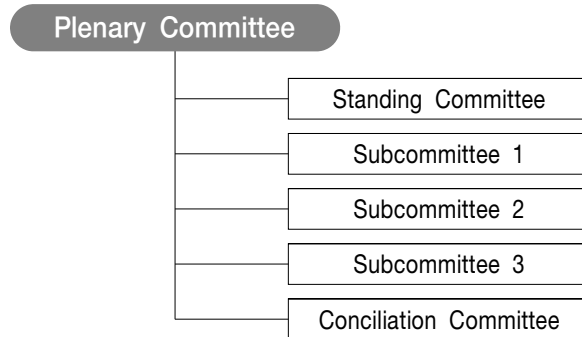 Plenary Committee
Standing Committee
Subcommittee 1
Subcommittee 2
Subcommittee 3
Conciliation Committee